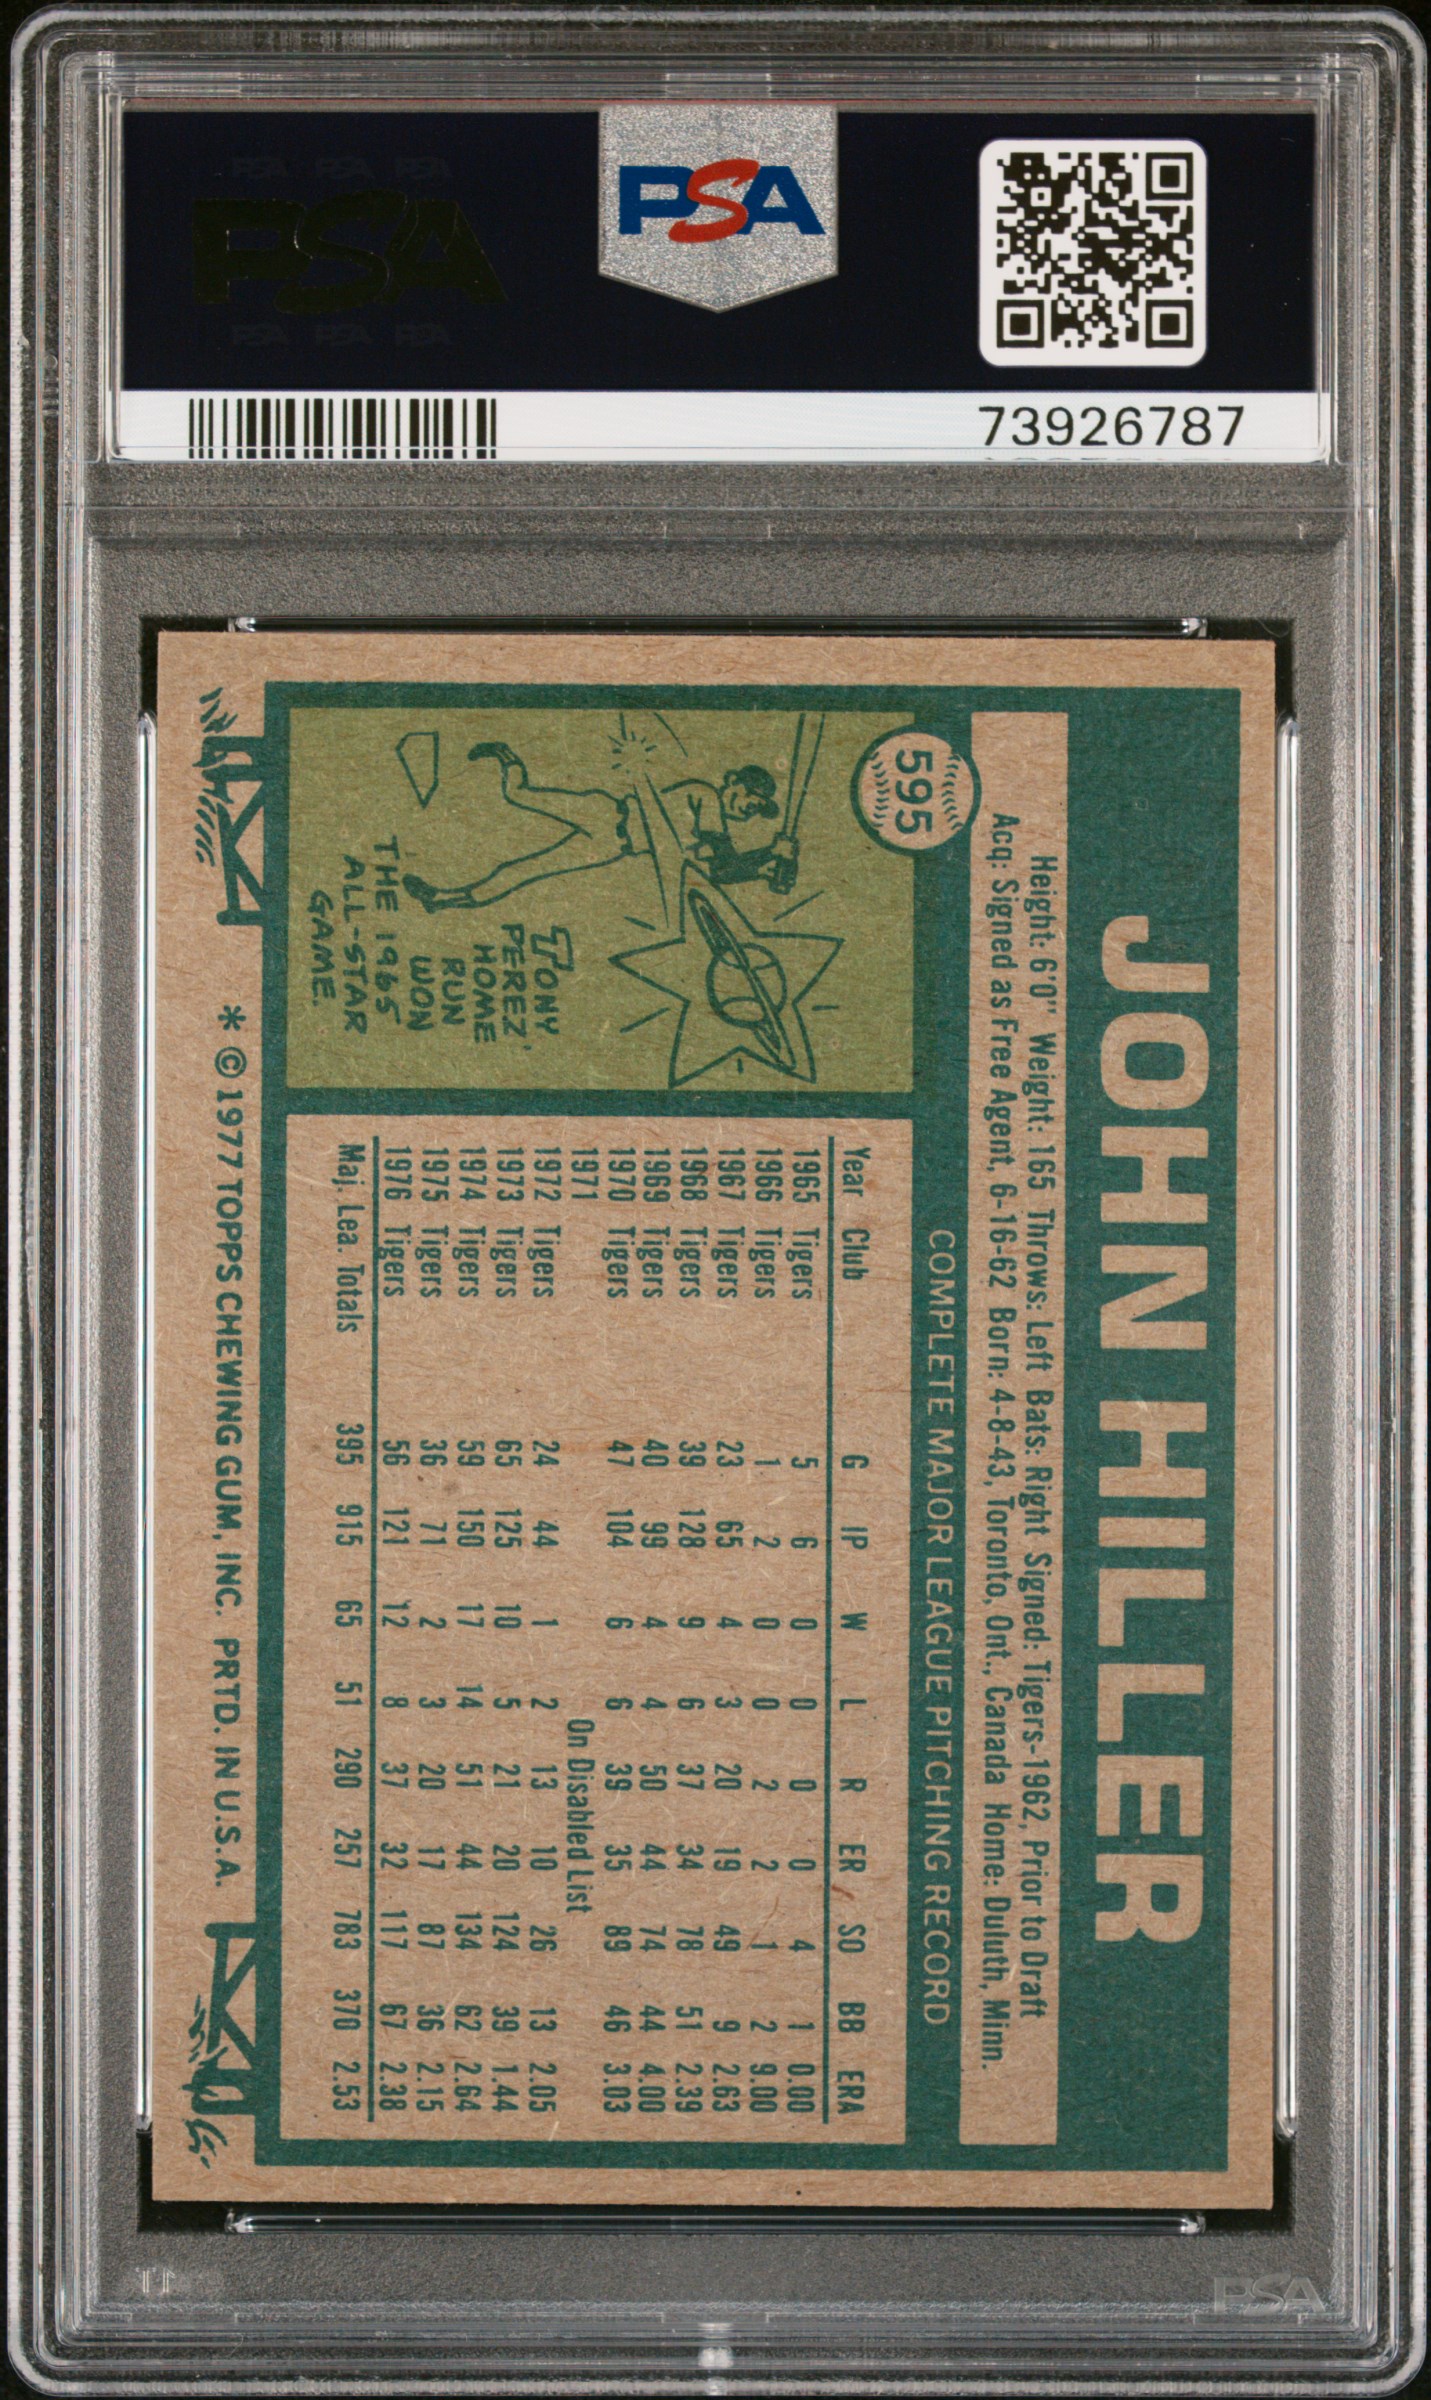 PSA PSA PSA
PSA
PSA PSA PSA
PSA
73926787
595
JOHN HILLER
Height: 6'0" Weight: 165 Throws: Left Bats: Right Signed: Tigers-1962, Prior to Draft
Acq: Signed as Free Agent, 6-16-62 Born: 4-8-43, Toronto, Ont., Canada Home: Duluth, Minn.
COMPLETE MAJOR LEAGUE PITCHING RECORD
Year Club G IP W L R ER SO BB ERA
1965 Tigers 5 6 0 0 0 0 4 1 0.00
1966 Tigers 1 2 0 0 2 2 1 2 9.00
1967 Tigers 23 65 4 3 20 19 49 9 2.63
1968 Tigers 39 128 9 6 37 34 78 51 2.39
1969 Tigers 40 99 4 4 50 44 74 44 4.00
1970 Tigers 47 104 6 6 39 35 89 46 3.03
1971 On Disabled List
1972 Tigers 24 44 1 2 13 10 26 13 2.05
1973 Tigers 65 125 10 5 21 20 124 39 1.44
1974 Tigers 59 150 17 14 51 44 134 62 2.64
1975 Tigers 36 71 2 3 20 17 87 36 2.15
1976 Tigers 56 121 12 8 37 32 117 67 2.38
Maj. Lea. Totals 395 915 65 51 290 257 783 370 2.53
TONY
PEREZ'
HOME
RUN
WON
THE 1965
ALL-STAR
GAME.
* © 1977 TOPPS CHEWING GUM, INC. PRTD. IN U.S.A.
PSA